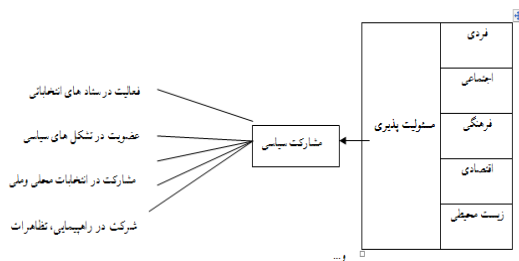 فردی
اجتماعی
فرهنگی
اقتصادی
زیست محیطی
مسئولیت پذیری
مشارکت سیاسی
فعالیت در ستاد های انتخاباتی
عضویت در تشکل های سیاسی
مشارکت در انتخابات محلی وملی
شرکت در راهپیمایی، تظاهرات
و...